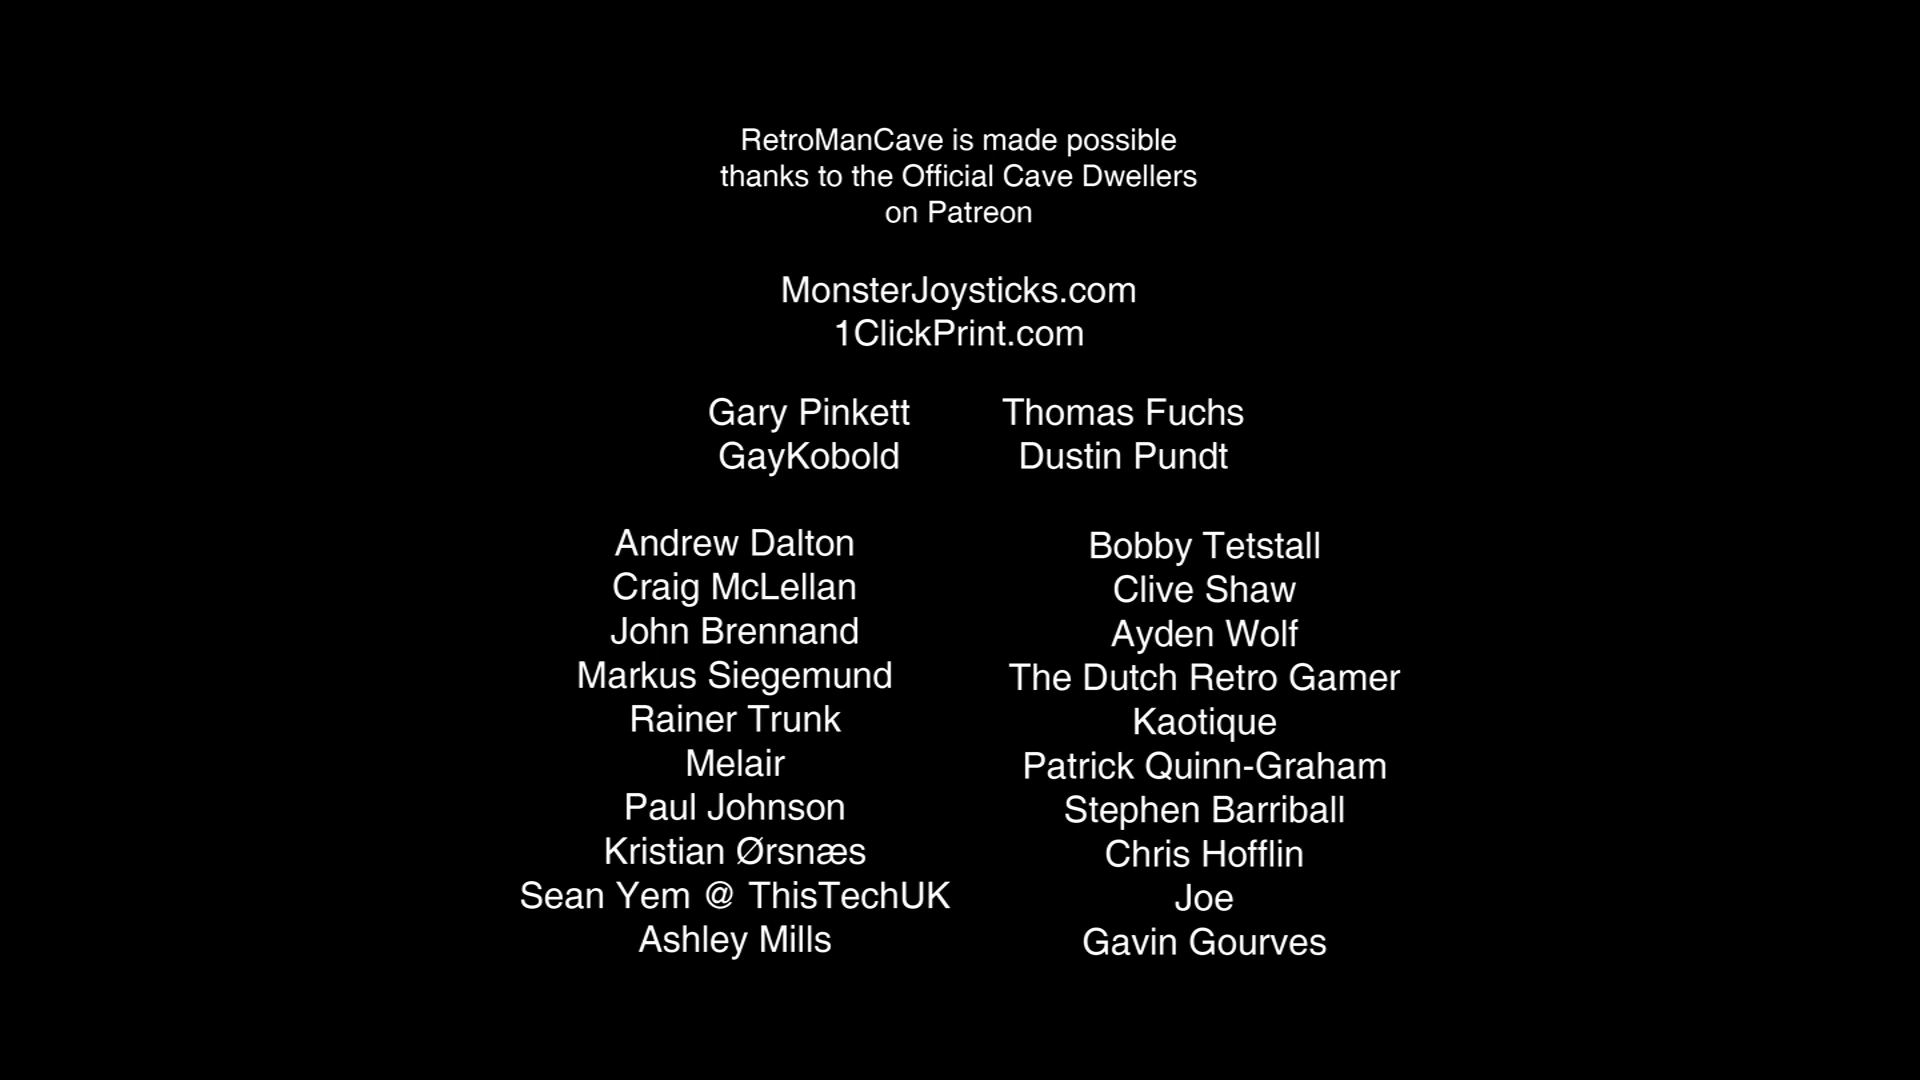 RetroManCave is made possible
thanks to the Official Cave Dwellers
on Patreon
MonsterJoysticks.com
1ClickPrint.com
Gary Pinkett
GayKobold
Thomas Fuchs
Dustin Pundt
Andrew Dalton
Craig McLellan
John Brennand
Markus Siegemund
Rainer Trunk
Melair
Paul Johnson
Kristian Ørsnæs
Sean Yem @ ThisTechUK
Ashley Mills
Bobby Tetstall
Clive Shaw
Ayden Wolf
The Dutch Retro Gamer
Kaotique
Patrick Quinn-Graham
Stephen Barriball
Chris Hofflin
Joe
Gavin Gourves